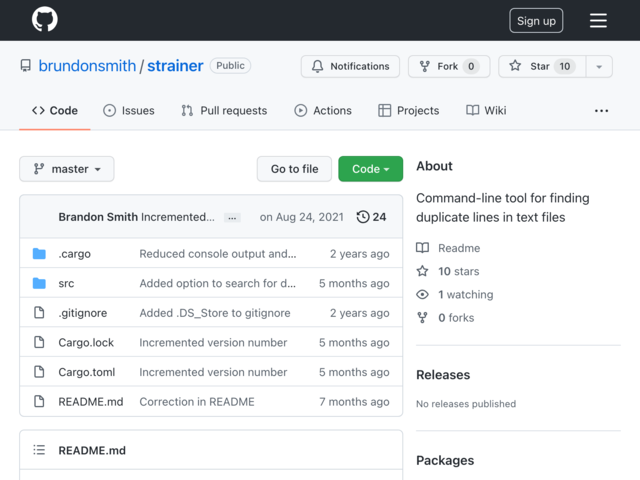 Sign up
brundonsmith / strainer Public
Notifications
Fork 0
Star 10
Code
Issues
Pull requests
Actions
Projects
Wiki
master
Go to file
Code
Brandon Smith Incremented... ... on Aug 24, 2021 24
.cargo Reduced console output and... 2 years ago
src Added option to search for d... 5 months ago
.gitignore Added .DS_Store to gitignore 2 years ago
Cargo.lock Incremented version number 5 months ago
Cargo.toml Incremented version number 5 months ago
README.md Correction in README 7 months ago
README.md
About
Command-line tool for finding
duplicate lines in text files
Readme
10 stars
1 watching
0 forks
Releases
No releases published
Packages